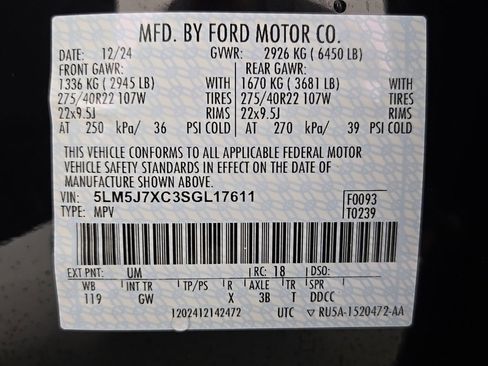 MFD. BY FORD MOTOR CO.
DATE: 12/24 GVWR: 2926 KG (6450 LB)
FRONT GAWR: REAR GAWR:
1336 KG (2945 LB) WITH 1670 KG (3681 LB) WITH
275/40R22 107W TIRES 275/40R22 107W TIRES
22x9.5J RIMS 22x9.5J RIMS
AT 250 kPa/ 36 PSI COLD AT 270 kPa/ 39 PSI COLD
THIS VEHICLE CONFORMS TO ALL APPLICABLE FEDERAL MOTOR
VEHICLE SAFETY STANDARDS IN EFFECT ON THE DATE OF
MANUFACTURE SHOWN ABOVE.
VIN: 5LM5J7XC3SGL17611 F0093
TYPE: MPV T0239
EXT PNT: UM RC: 18 DSO:
WB INT TR TP/PS R AXLE TR SPR
119 GW X 3B T DDCC
1202412142472 UTC RU5A-1520472-AA